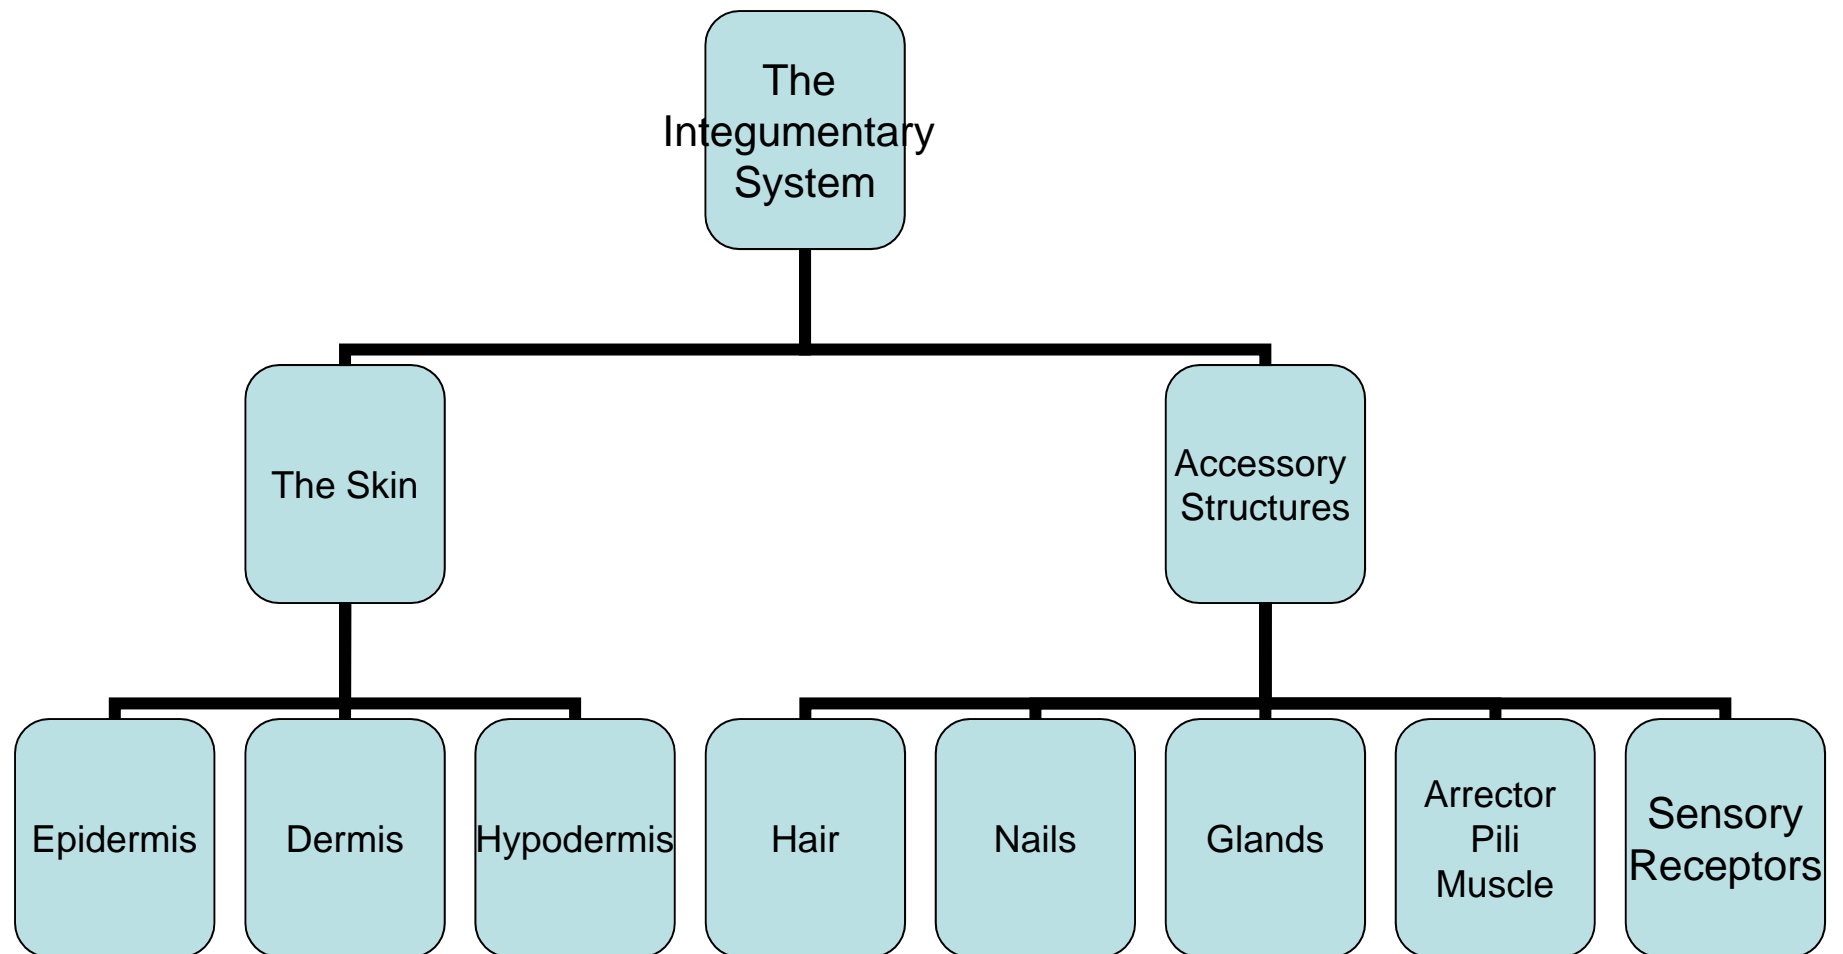 The
Integumentary
System
The Skin
Accessory
Structures
Epidermis
Dermis
Hypodermis
Hair
Nails
Glands
Arrector
Pili
Muscle
Sensory
Receptors